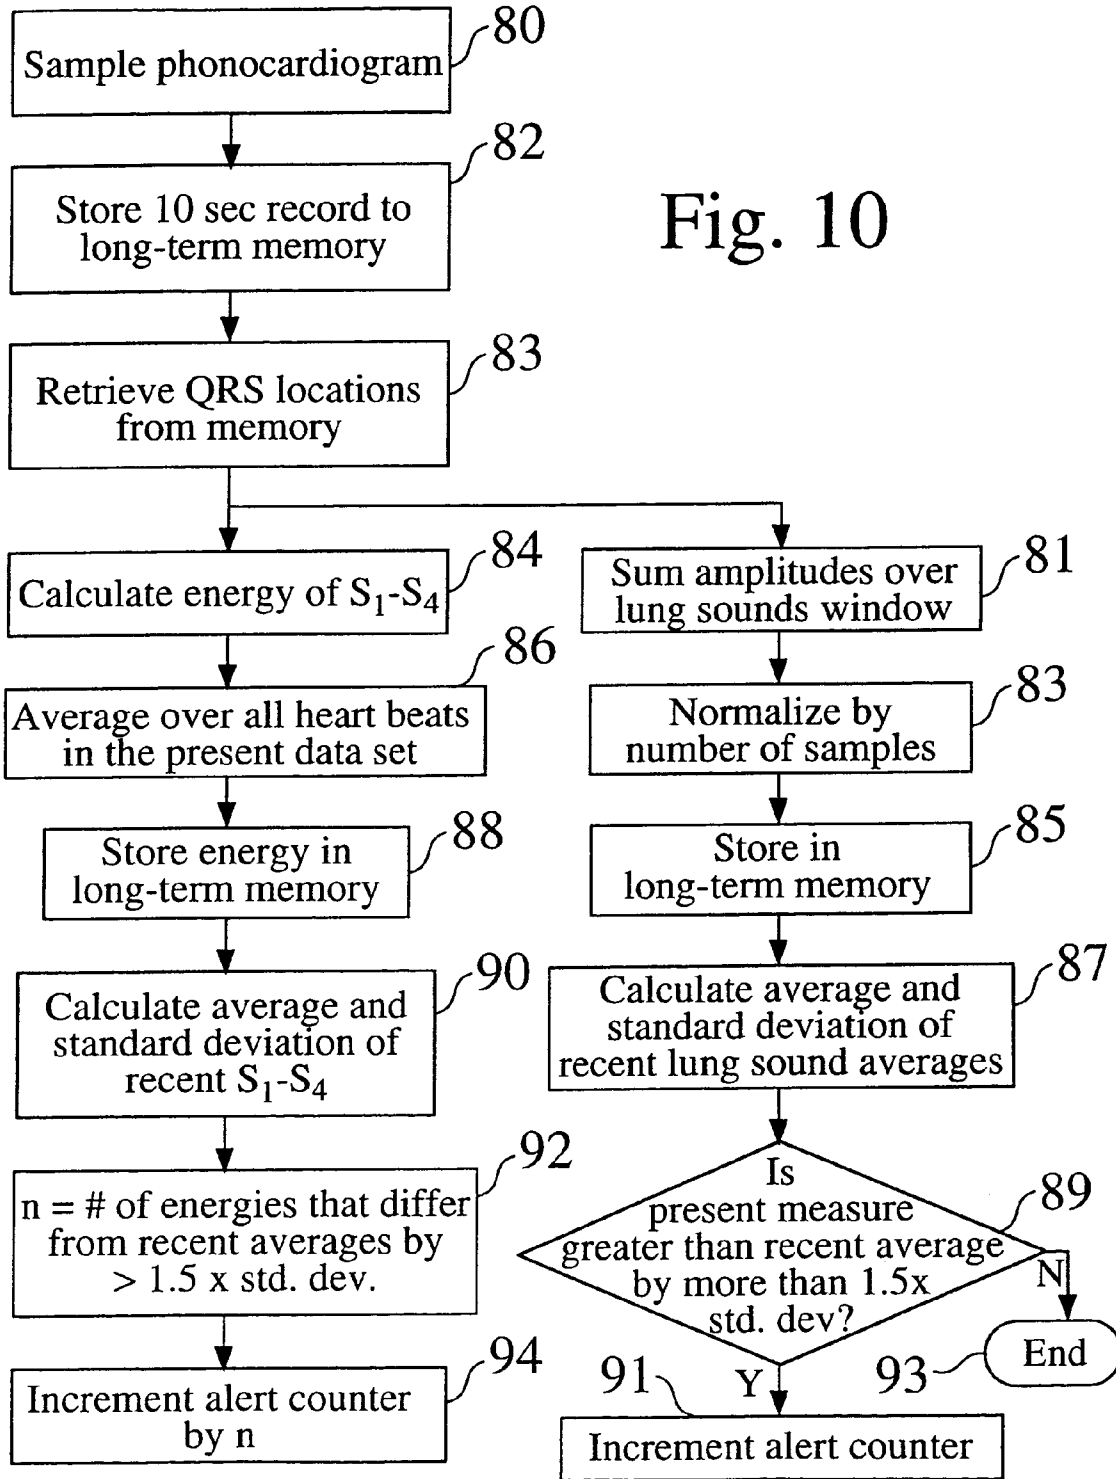 80
Sample phonocardiogram
82
Store 10 sec record to
long-term memory
Fig. 10
83
Retrieve QRS locations
from memory
84
Calculate energy of S1-S4
86
Average over all heart beats
in the present data set
88
Store energy in
long-term memory
90
Calculate average and
standard deviation of
recent S1-S4
92
n = # of energies that differ
from recent averages by
> 1.5 x std. dev.
94
Increment alert counter
by n
81
Sum amplitudes over
lung sounds window
83
Normalize by
number of samples
85
Store in
long-term memory
87
Calculate average and
standard deviation of
recent lung sound averages
89
Is
present measure
greater than recent average
by more than 1.5x
std. dev?
N
93
End
Y
91
Increment alert counter